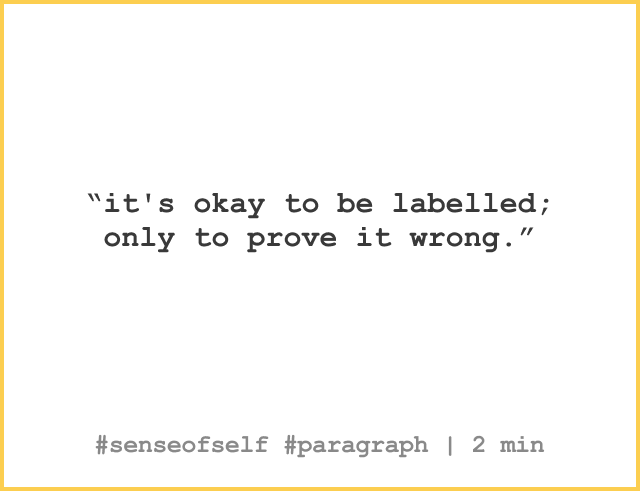 “it's okay to be labelled;
only to prove it wrong.”
#senseofself #paragraph | 2 min